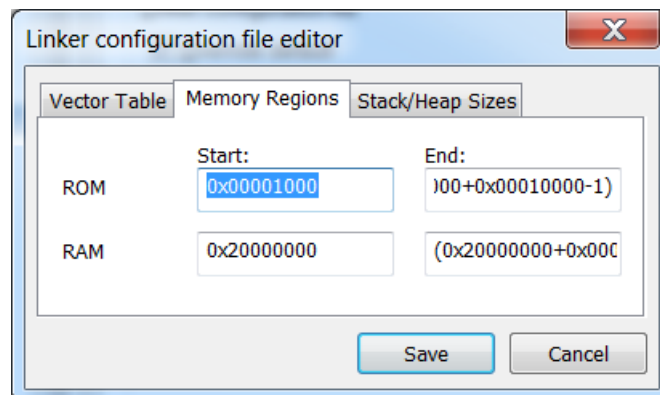 Linker configuration file editor
Vector Table Memory Regions Stack/Heap Sizes
Start: End:
ROM 0x00001000 )00+0x00010000-1)
RAM 0x20000000 (0x20000000+0x000
Save Cancel